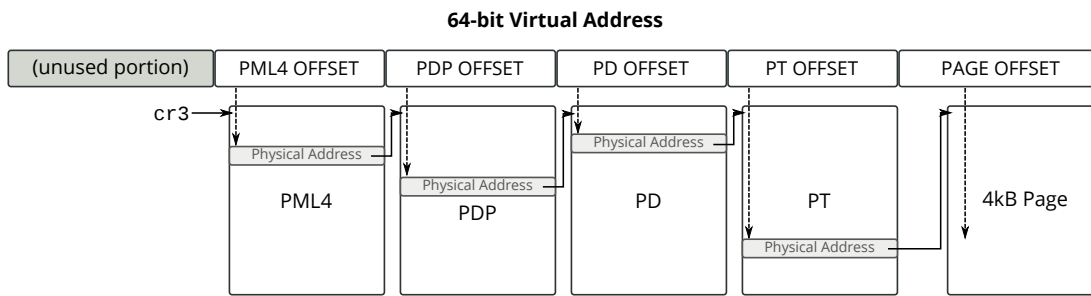 64-bit Virtual Address
(unused portion) PML4 OFFSET PDP OFFSET PD OFFSET PT OFFSET PAGE OFFSET
cr3
Physical Address
Physical Address
Physical Address
Physical Address
PML4
PDP
PD
PT
4kB Page